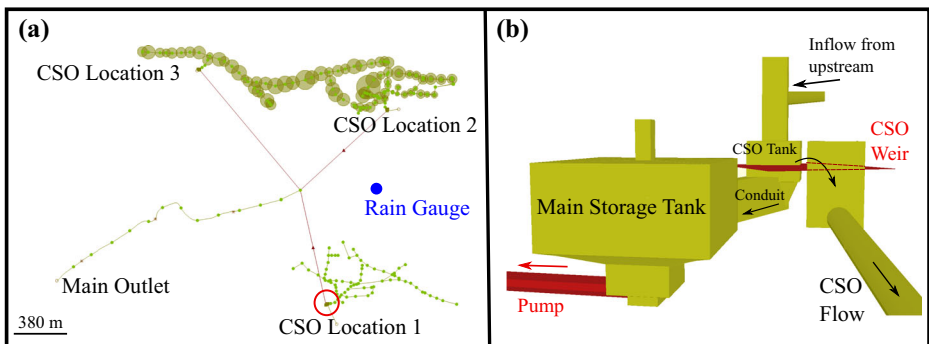 (a)
CSO Location 3
CSO Location 2
Rain Gauge
Main Outlet
CSO Location 1
380 m
(b)
Inflow from
upstream
CSO
Weir
CSO Tank
Conduit
Main Storage Tank
Pump
CSO
Flow